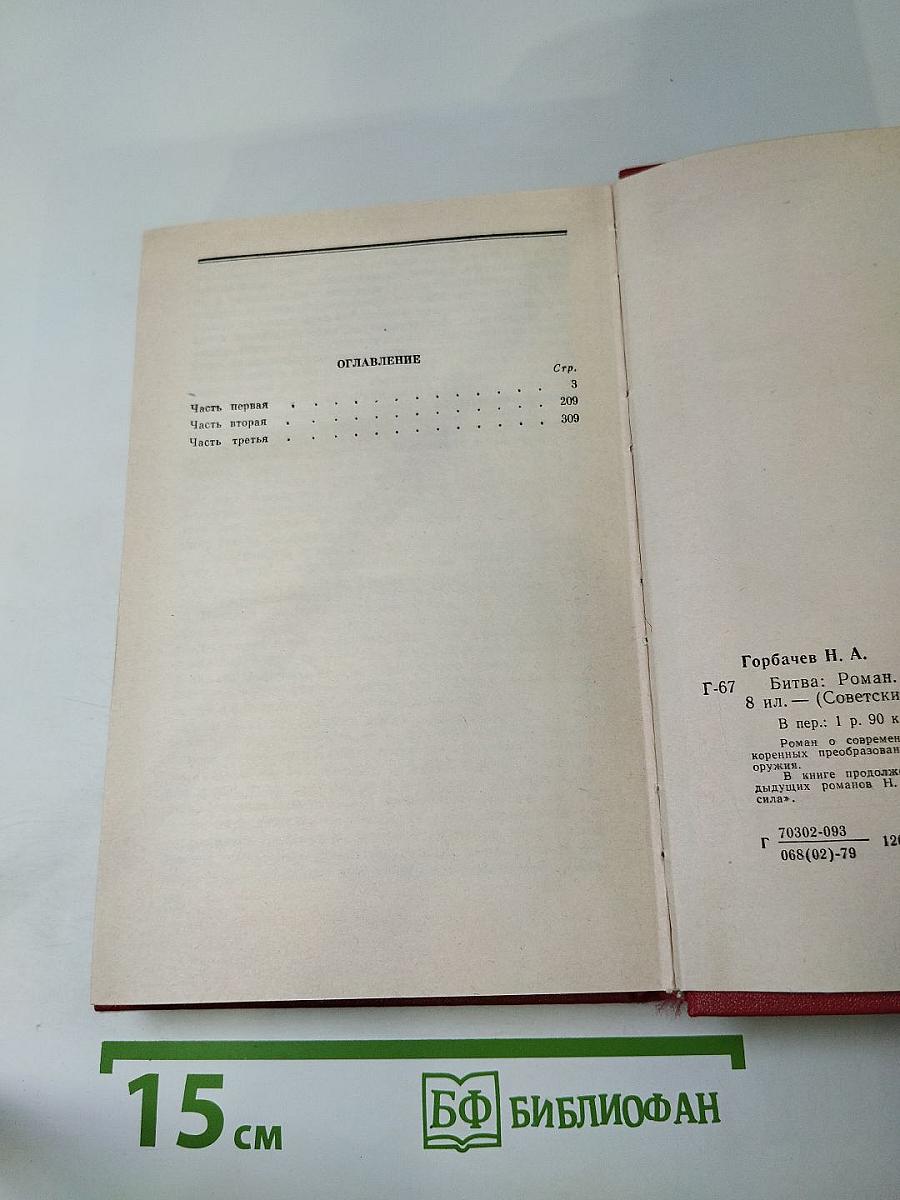 ОГЛАВЛЕНИЕ
Стр.
Часть первая . . . . . . . . . . . . 3
Часть вторая . . . . . . . . . . . . 209
Часть третья . . . . . . . . . . . . 309
Горбачев Н. А.
Г-67 Битва: Роман.
8 ил. — (Советски
В пер.: 1 р. 90 к
Роман о современ
коренных преобразован
оружия.
В книге продолж
дыдущих романов Н.
сила».
Г 70302-093
068(02)-79
15 см
БФ БИБЛИОФАН